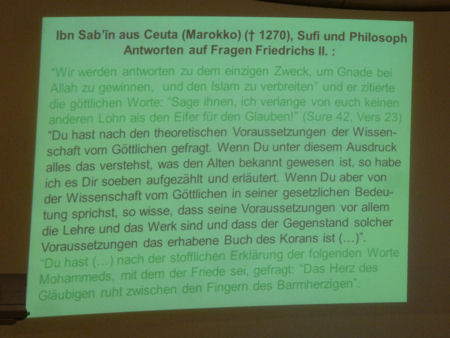 Ibn Sab’în aus Ceuta (Marokko) († 1270), Sufi und Philosoph
Antworten auf Fragen Friedrichs II. :
“Wir werden antworten zu dem einzigen Zweck, um Gnade bei
Allah zu gewinnen, und den Islam zu verbreiten” und er zitierte
die göttlichen Worte: “Sage ihnen, ich verlange von euch keinen
anderen Lohn als den Eifer für den Glauben!” (Sure 42, Vers 23)
“Du hast nach den theoretischen Voraussetzungen der Wissen-
schaft vom Göttlichen gefragt. Wenn Du unter diesem Ausdruck
alles das verstehst, was den Alten bekannt gewesen ist, so habe
ich es Dir soeben aufgezählt und erläutert. Wenn Du aber von
der Wissenschaft vom Göttlichen in seiner gesetzlichen Bedeu-
tung sprichst, so wisse, dass seine Voraussetzungen vor allem
die Lehre und das Werk sind und dass der Gegenstand solcher
Voraussetzungen das erhabene Buch des Korans ist (…)”.
“Du hast (…) nach der stofflichen Erklärung der folgenden Worte
Mohammeds, mit dem der Friede sei, gefragt: “Das Herz des
Gläubigen ruht zwischen den Fingern des Barmherzigen”.